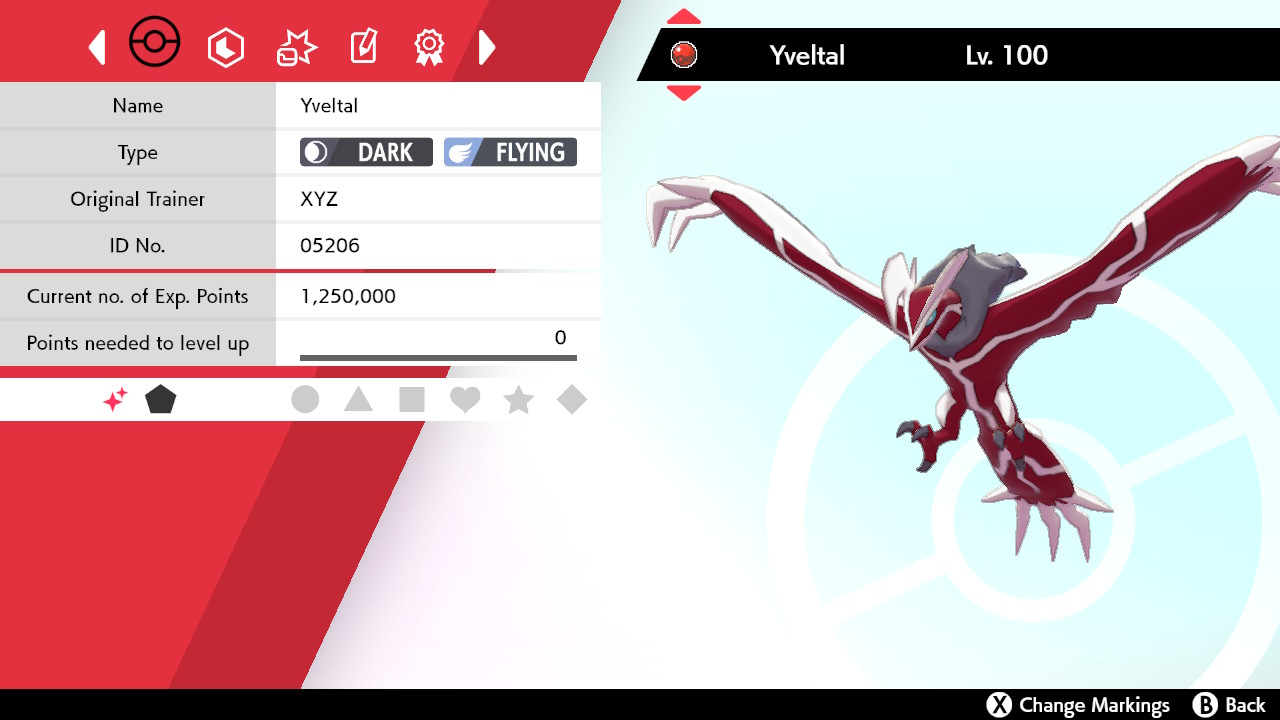 Yveltal Lv. 100
Name Yveltal
Type DARK FLYING
Original Trainer XYZ
ID No. 05206
Current no. of Exp. Points 1,250,000
Points needed to level up 0
X Change Markings B Back